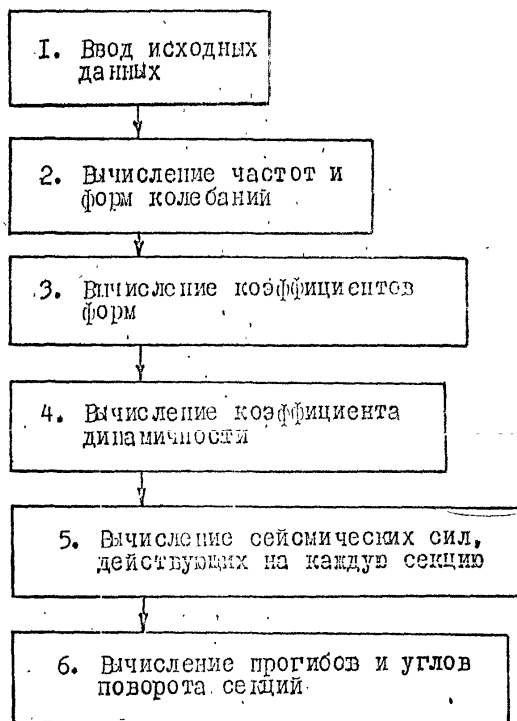 I. Ввод исходных
данных
2. Вычисление частот и
форм колебаний
3. Вычисление коэффициентов
форм
4. Вычисление коэффициента
динамичности
5. Вычисление сейсмических сил,
действующих на каждую секцию
6. Вычисление прогибов и углов
поворота секций